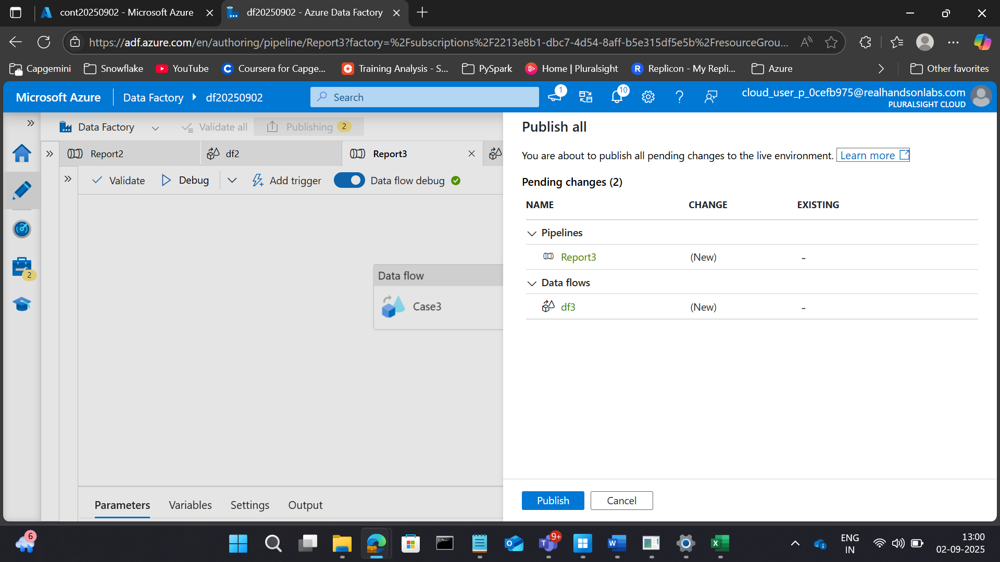 cont20250902 - Microsoft Azure
df20250902 - Azure Data Factory
https://adf.azure.com/en/authoring/pipeline/Report3?factory=%2Fsubscriptions%2F2213e8b1-dbc7-4d54-8aff-b5e315df5e5b%2FresourceGrou...
Capgemini
Snowflake
YouTube
Coursera for Capge...
Training Analysis - S...
PySpark
Home | Pluralsight
Replicon - My Repli...
Azure
Other favorites
Microsoft Azure
Data Factory
df20250902
Search
1
10
cloud_user_p_0cefb975@realhandsonlabs.com
PLURALSIGHT CLOUD
Data Factory
Validate all
Publishing 2
Report2
df2
Report3
Validate
Debug
Add trigger
Data flow debug
2
Data flow
Case3
Parameters
Variables
Settings
Output
Publish all
You are about to publish all pending changes to the live environment. Learn more
Pending changes (2)
NAME CHANGE EXISTING
Pipelines
Report3 (New) -
Data flows
df3 (New) -
Publish
Cancel
6
9+
ENG
IN
13:00
02-09-2025